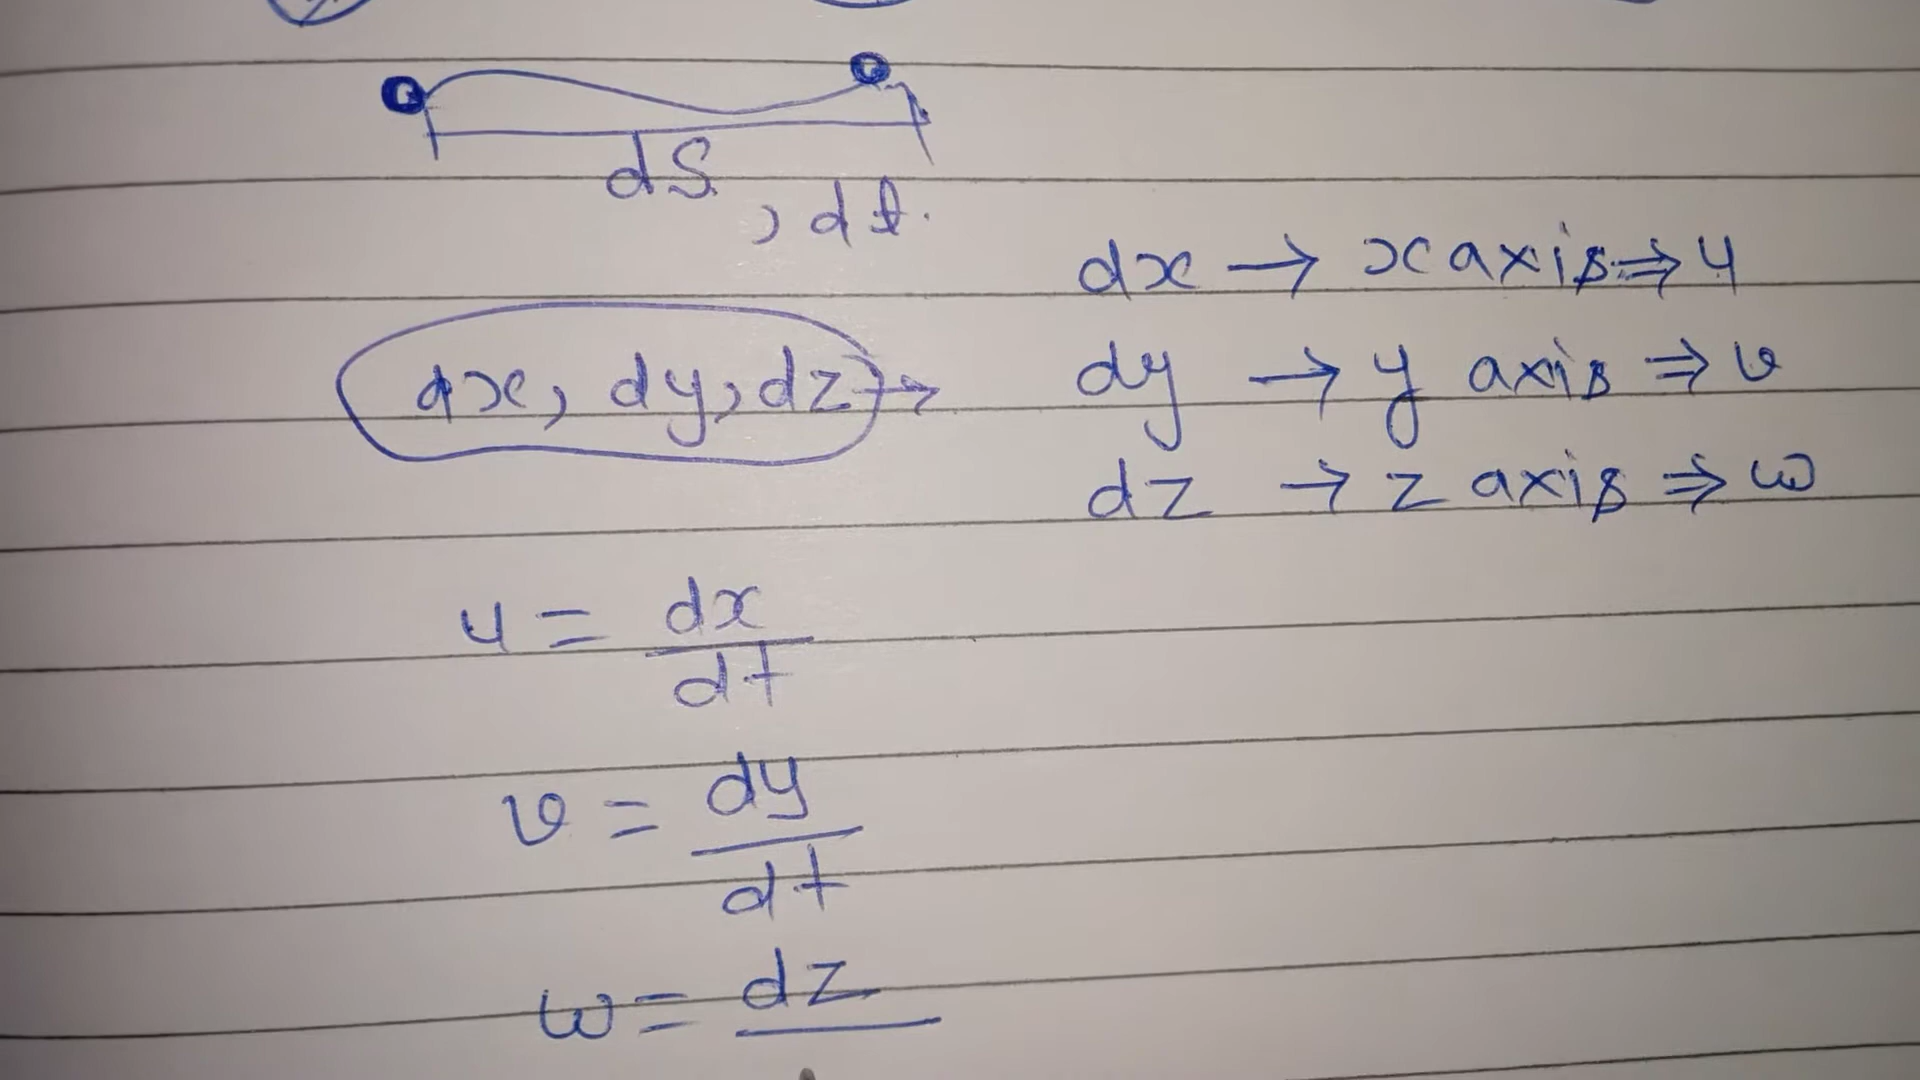 dS
, dt.
dx → x axis ⇒ u
dx, dy, dz → dy → y axis ⇒ v
dz → z axis ⇒ w
u = dx/dt
v = dy/dt
w = dz